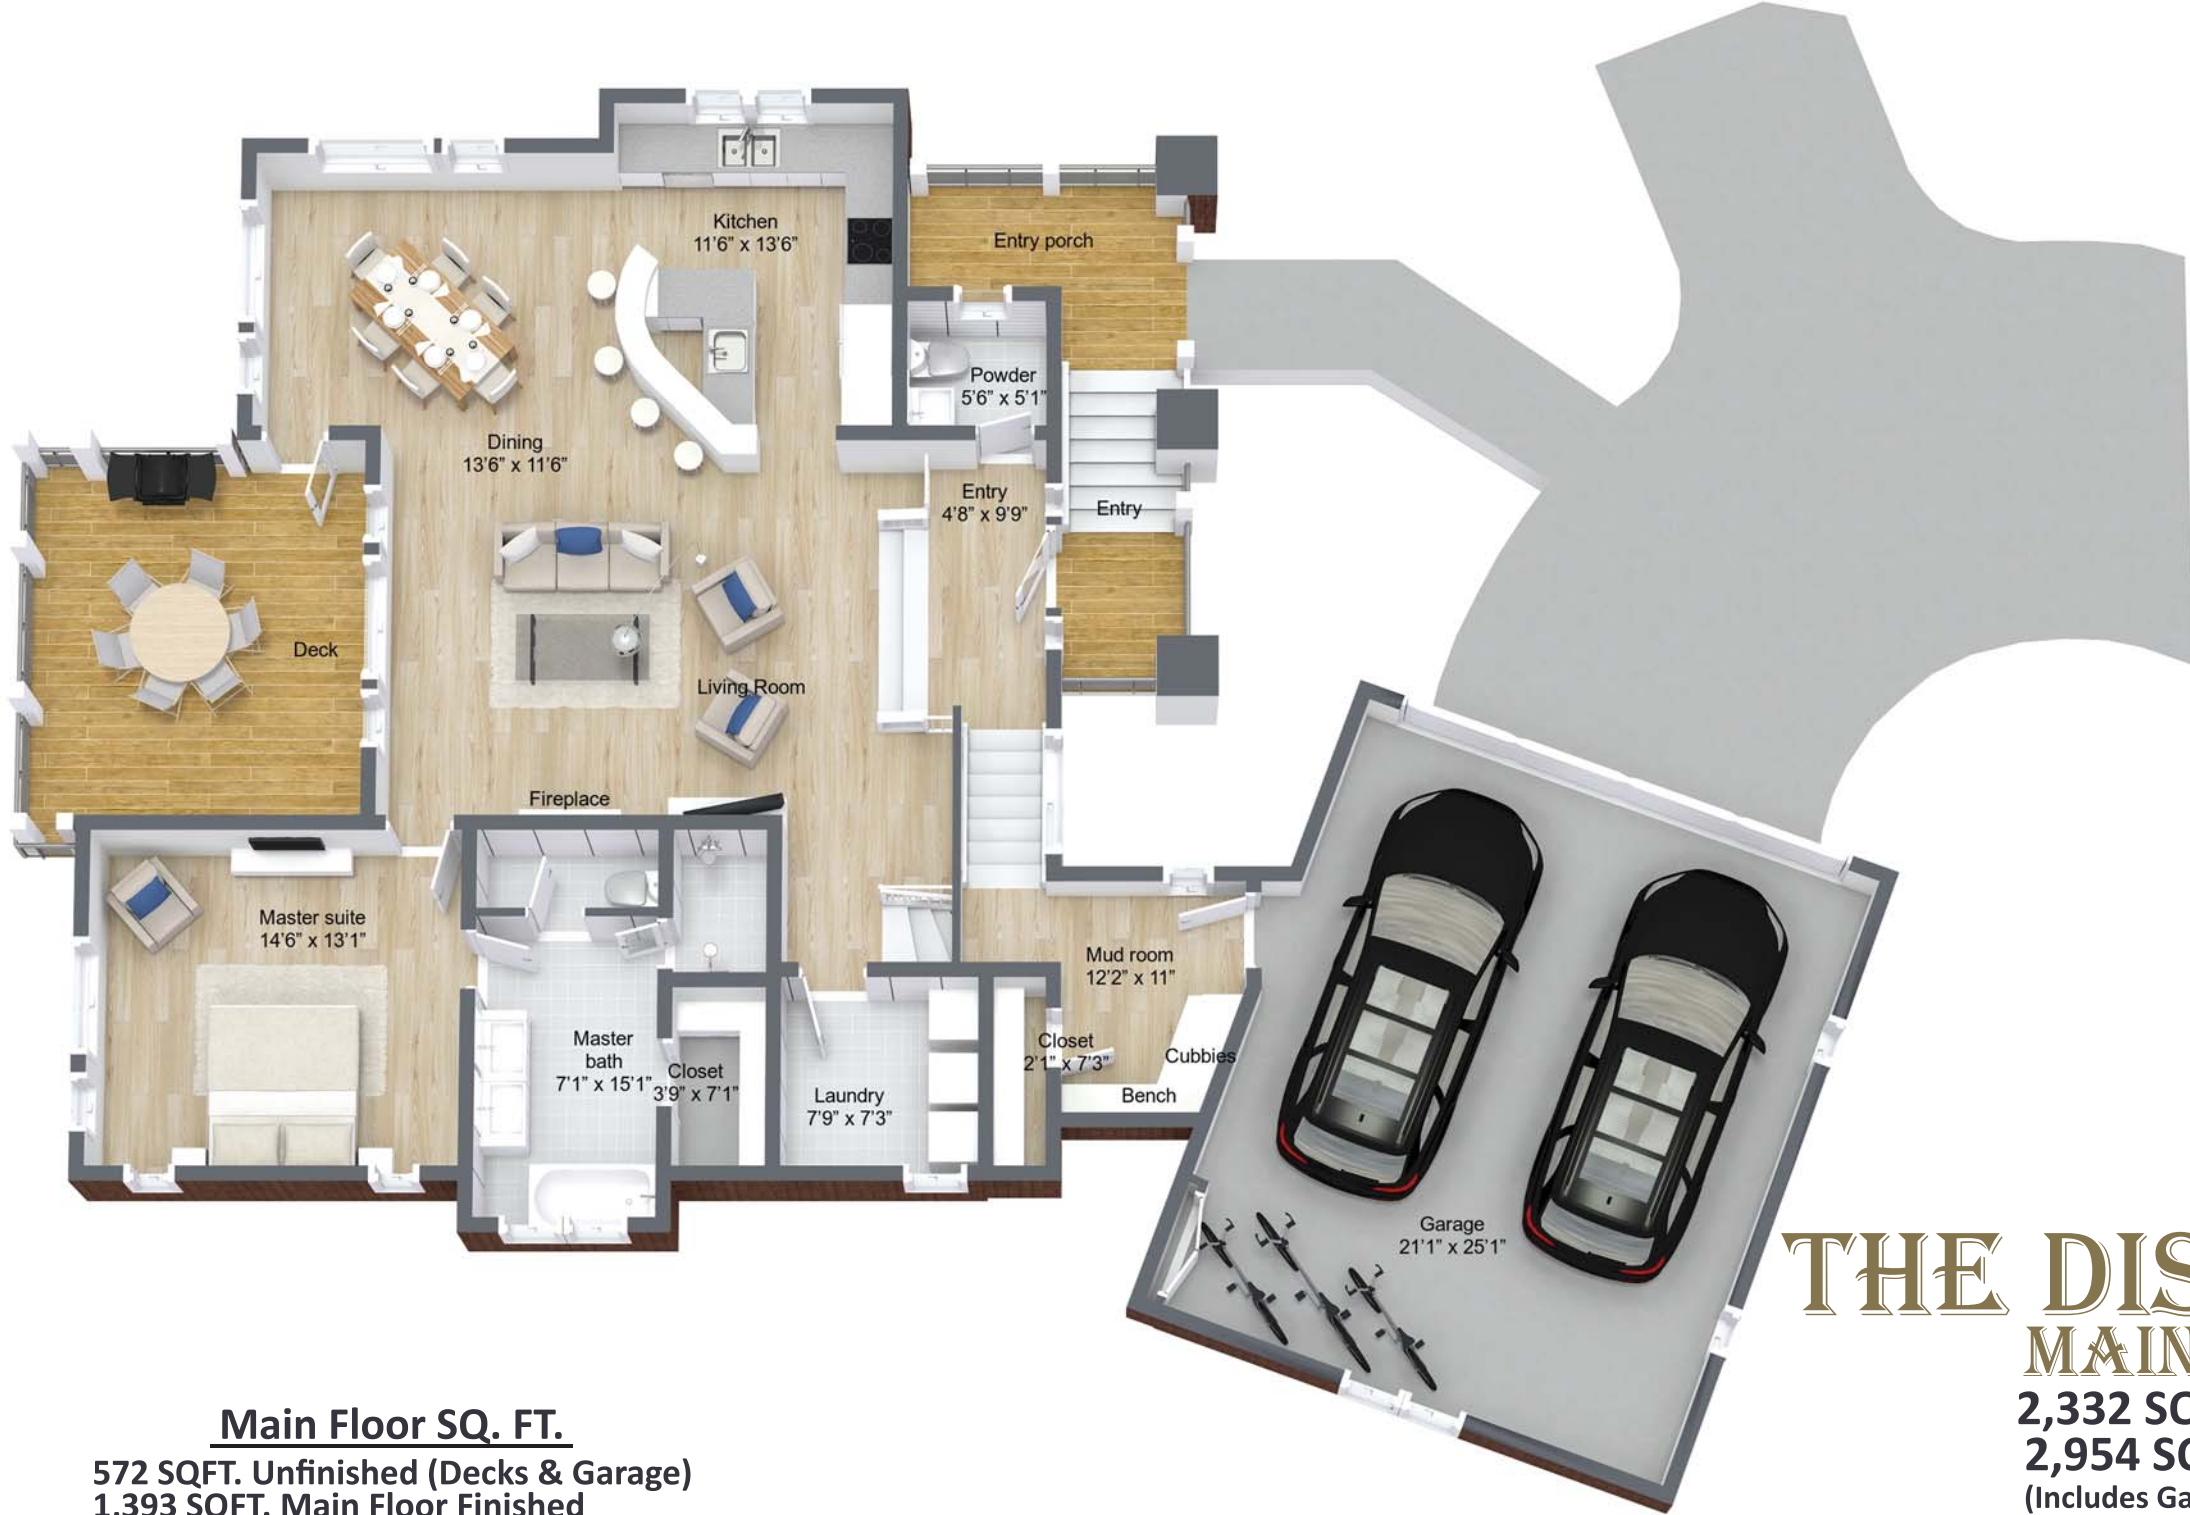 Kitchen
11'6" x 13'6"
Entry porch
Powder
5'6" x 5'1"
Dining
13'6" x 11'6"
Entry
4'8" x 9'9"
Entry
Deck
Living Room
Fireplace
Master suite
14'6" x 13'1"
Mud room
12'2" x 11"
Master
bath
7'1" x 15'1"
Closet
3'9" x 7'1"
Closet
2'1" x 7'3"
Cubbies
Laundry
7'9" x 7'3"
Bench
Garage
21'1" x 25'1"
THE DIS
MAIN
2,332 SQ
2,954 SQ
(Includes Ga
Main Floor SQ. FT.
572 SQFT. Unfinished (Decks & Garage)
1,393 SQFT. Main Floor Finished